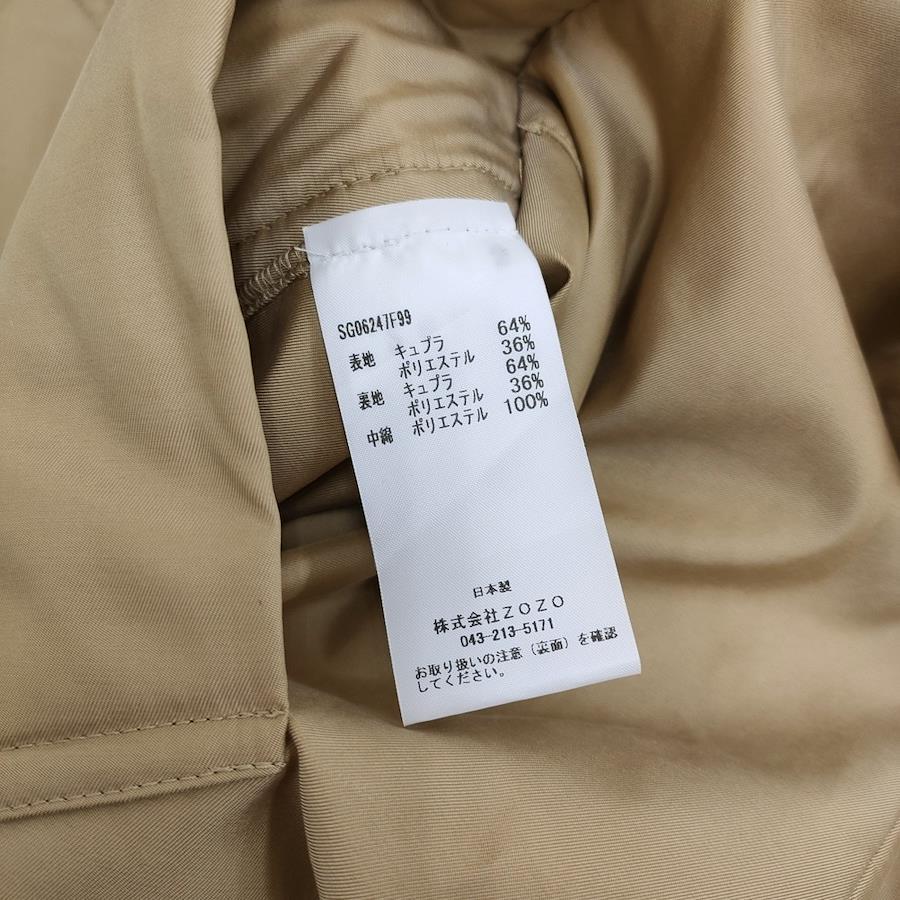 SG06247F99
表地 キュプラ 64%
ポリエステル 36%
裏地 キュプラ 64%
ポリエステル 36%
中綿 ポリエステル 100%
日本製
株式会社ZOZO
043-213-5171
お取り扱いの注意(裏面)を確認
してください。